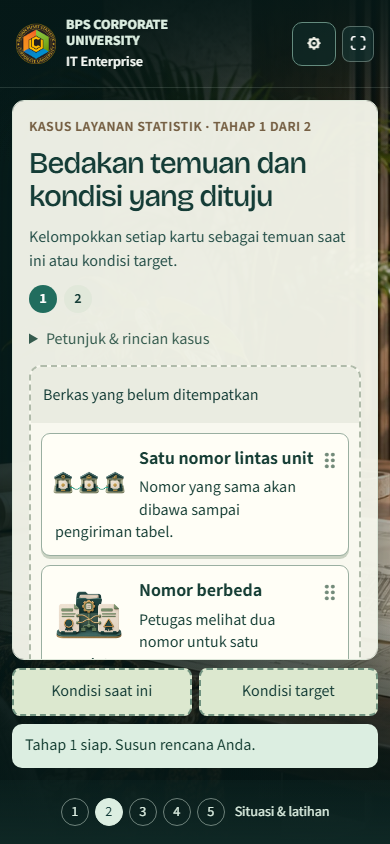 BPS CORPORATE
UNIVERSITY
IT Enterprise
KASUS LAYANAN STATISTIK · TAHAP 1 DARI 2
Bedakan temuan dan
kondisi yang dituju
Kelompokkan setiap kartu sebagai temuan saat
ini atau kondisi target.
1 2
Petunjuk & rincian kasus
Berkas yang belum ditempatkan
Satu nomor lintas unit
Nomor yang sama akan
dibawa sampai
pengiriman tabel.
Nomor berbeda
Petugas melihat dua
nomor untuk satu
Kondisi saat ini
Kondisi target
Tahap 1 siap. Susun rencana Anda.
1 2 3 4 5 Situasi & latihan